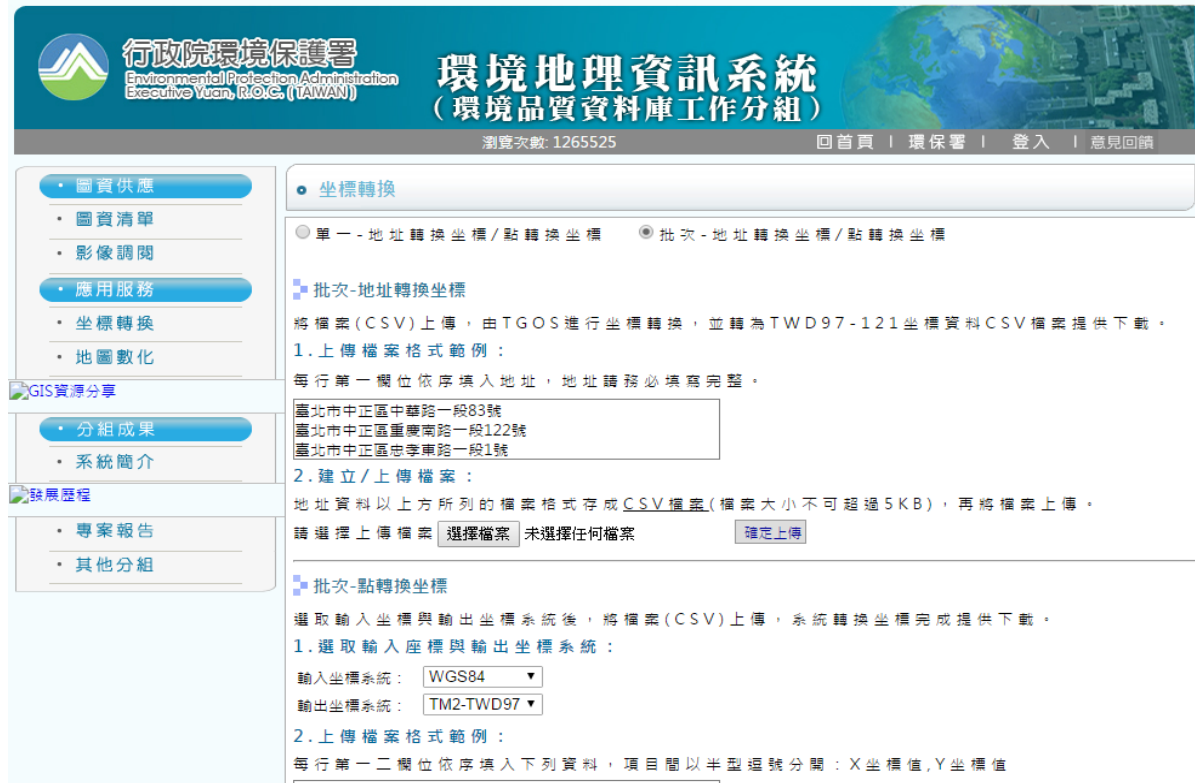 行政院環境保護署
Environmental Protection Administration
Executive Yuan, R.O.C. (TAIWAN)
環境地理資訊系統
(環境品質資料庫工作分組)
瀏覽次數: 1265525
回首頁 | 環保署 | 登入 | 意見回饋
・圖資供應
・圖資清單
・影像調閱
・應用服務
・坐標轉換
・地圖數化
GIS資源分享
・分組成果
・系統簡介
發展歷程
・專案報告
・其他分組
坐標轉換
單一-地址轉換坐標/點轉換坐標 批次-地址轉換坐標/點轉換坐標
批次-地址轉換坐標
將檔案(CSV)上傳，由TGOS進行坐標轉換，並轉為TWD97-121坐標資料CSV檔案提供下載。
1.上傳檔案格式範例：
每行第一欄位依序填入地址，地址請務必填寫完整。
臺北市中正區中華路一段83號
臺北市中正區重慶南路一段122號
臺北市中正區忠孝東路一段1號
2.建立/上傳檔案：
地址資料以上方所列的檔案格式存成CSV檔案(檔案大小不可超過5KB)，再將檔案上傳。
請選擇上傳檔案 選擇檔案 未選擇任何檔案 確定上傳
批次-點轉換坐標
選取輸入坐標與輸出坐標系統後，將檔案(CSV)上傳，系統轉換坐標完成提供下載。
1.選取輸入座標與輸出坐標系統：
輸入坐標系統： WGS84
輸出坐標系統： TM2-TWD97
2.上傳檔案格式範例：
每行第一二欄位依序填入下列資料，項目間以半型逗號分開：X坐標值,Y坐標值